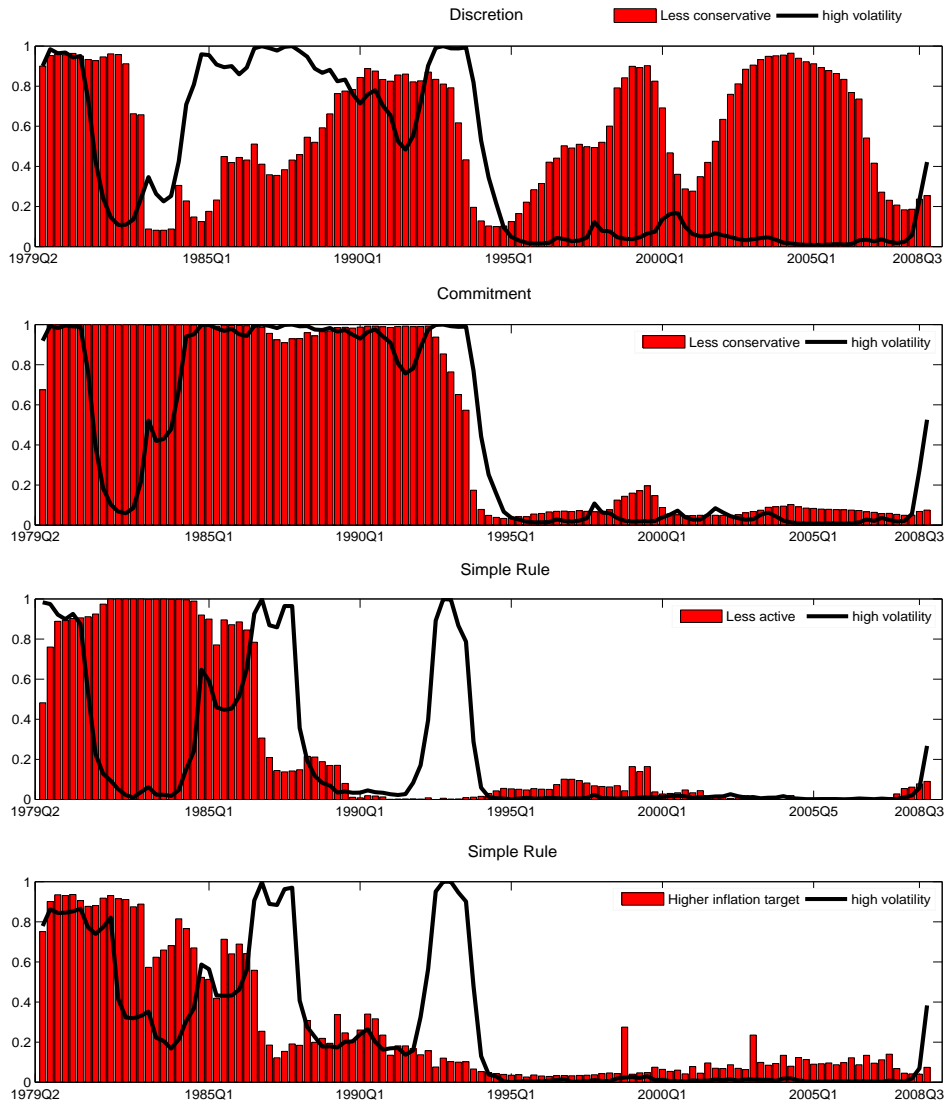 Discretion
Less conservative high volatility
1
0.8
0.6
0.4
0.2
0
1979Q2 1985Q1 1990Q1 1995Q1 2000Q1 2005Q1 2008Q3
Commitment
Less conservative high volatility
1
0.8
0.6
0.4
0.2
0
1979Q2 1985Q1 1990Q1 1995Q1 2000Q1 2005Q1 2008Q3
Simple Rule
Less active high volatility
1
0.8
0.6
0.4
0.2
0
1979Q2 1985Q1 1990Q1 1995Q1 2000Q1 2005Q5 2008Q3
Simple Rule
Higher inflation target high volatility
1
0.8
0.6
0.4
0.2
0
1979Q2 1985Q1 1990Q1 1995Q1 2000Q1 2005Q1 2008Q3